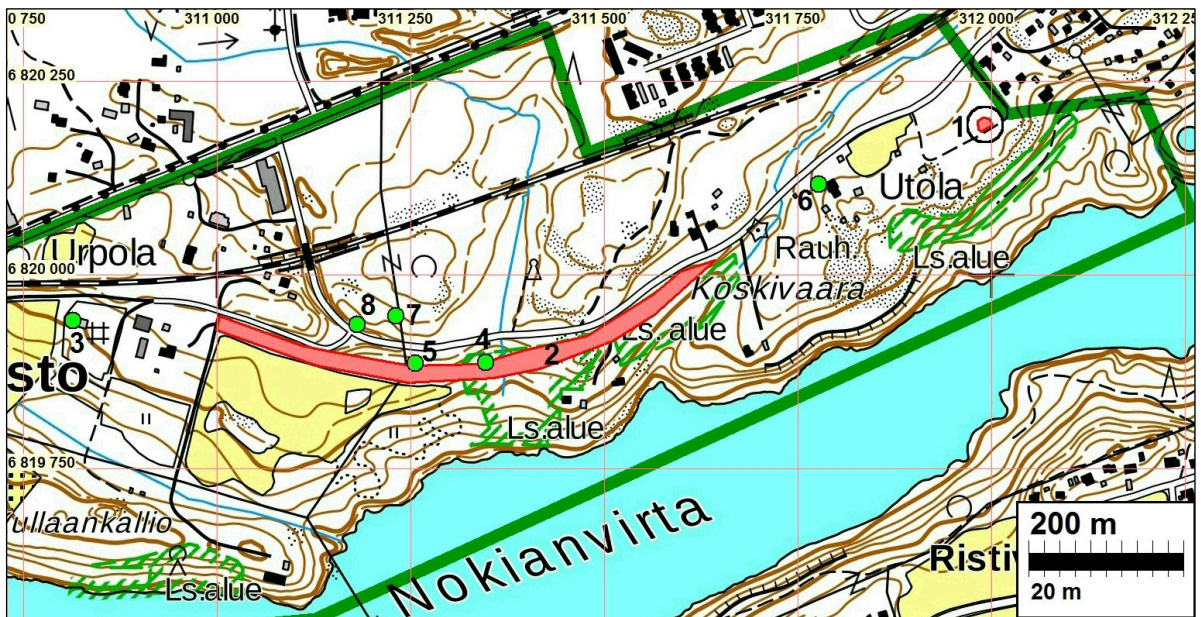 0 750
311 000
311 250
311 500
311 750
312 000
312 2
6 820 250
1
6
Utola
Urpola
Rauh.
Ls.alue
6 820 000
Koskivaara
8
7
3
4
5
2
Ls. alue
sto
Ls.alue
6 819 750
Nokianvirta
ullaankallio
200 m
Risti
20 m
Ls.alue